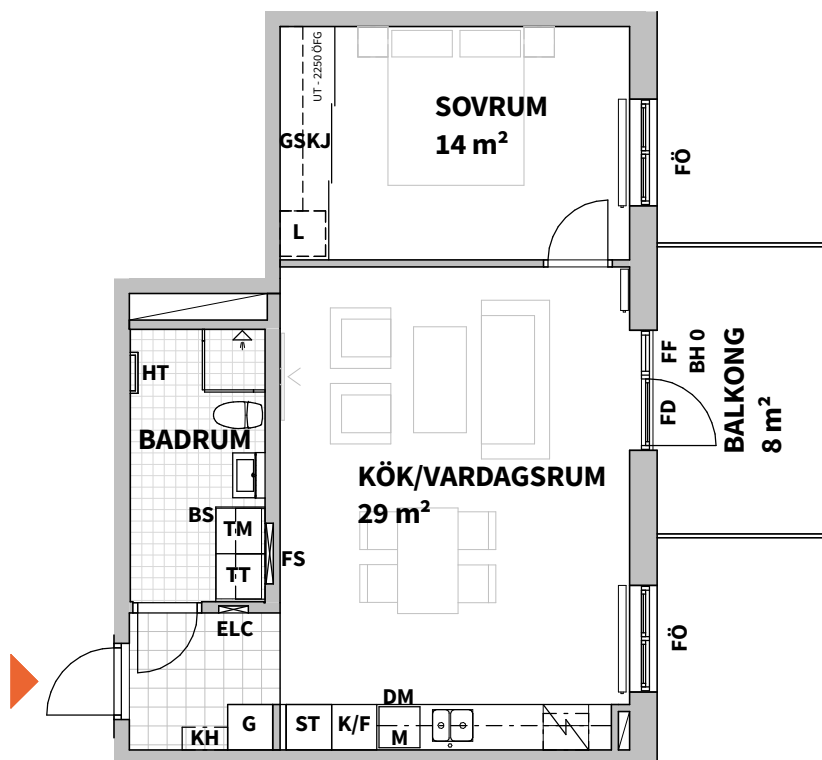 UT - 2250 ÖFG
SOVRUM
14 m²
GSKJ
FÖ
L
HT
FF
BH 0
BALKONG
8 m²
FD
BADRUM
KÖK/VARDAGSRUM
29 m²
BS
TM
FS
TT
ELC
FÖ
DM
KH
G
ST
K/F
M